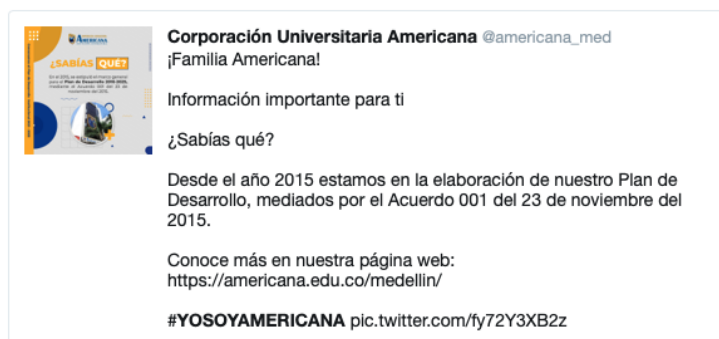 AMERICANA
¿SABÍAS QUÉ?
Corporación Universitaria Americana @americana_med
¡Familia Americana!
Información importante para ti
¿Sabías qué?
Desde el año 2015 estamos en la elaboración de nuestro Plan de
Desarrollo, mediados por el Acuerdo 001 del 23 de noviembre del
2015.
Conoce más en nuestra página web:
https://americana.edu.co/medellin/
#YOSOYAMERICANA pic.twitter.com/fy72Y3XB2z